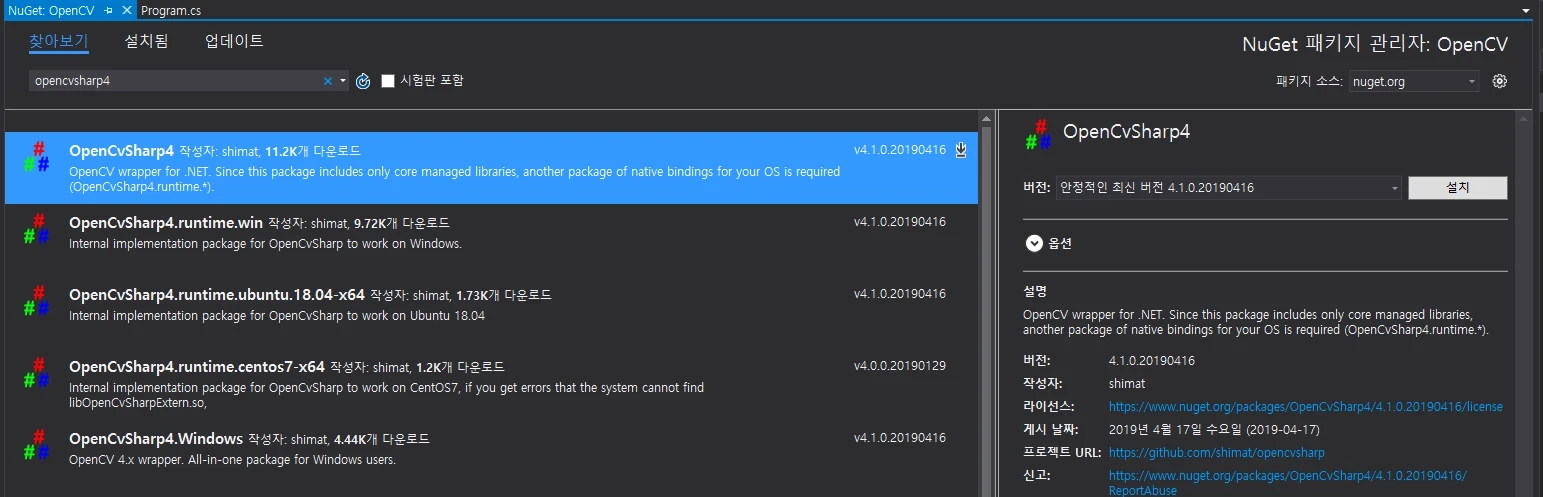 NuGet: OpenCV
Program.cs
찾아보기 설치됨 업데이트
NuGet 패키지 관리자: OpenCV
opencvsharp4
시험판 포함
패키지 소스: nuget.org
OpenCvSharp4 작성자: shimat, 11.2K개 다운로드
v4.1.0.20190416
OpenCV wrapper for .NET. Since this package includes only core managed libraries, another package of native bindings for your OS is required
(OpenCvSharp4.runtime.*).
OpenCvSharp4.runtime.win 작성자: shimat, 9.72K개 다운로드
v4.1.0.20190416
Internal implementation package for OpenCvSharp to work on Windows.
OpenCvSharp4.runtime.ubuntu.18.04-x64 작성자: shimat, 1.73K개 다운로드
v4.1.0.20190416
Internal implementation package for OpenCvSharp to work on Ubuntu 18.04
OpenCvSharp4.runtime.centos7-x64 작성자: shimat, 1.2K개 다운로드
v4.0.0.20190129
Internal implementation package for OpenCvSharp to work on CentOS7, if you get errors that the system cannot find
libOpenCvSharpExtern.so,
OpenCvSharp4.Windows 작성자: shimat, 4.44K개 다운로드
v4.1.0.20190416
OpenCV 4.x wrapper. All-in-one package for Windows users.
OpenCvSharp4
버전: 안정적인 최신 버전 4.1.0.20190416
설치
옵션
설명
OpenCV wrapper for .NET. Since this package includes only core managed libraries,
another package of native bindings for your OS is required (OpenCvSharp4.runtime.*).
버전: 4.1.0.20190416
작성자: shimat
라이선스: https://www.nuget.org/packages/OpenCvSharp4/4.1.0.20190416/license
게시 날짜: 2019년 4월 17일 수요일 (2019-04-17)
프로젝트 URL: https://github.com/shimat/opencvsharp
신고: https://www.nuget.org/packages/OpenCvSharp4/4.1.0.20190416/
ReportAbuse